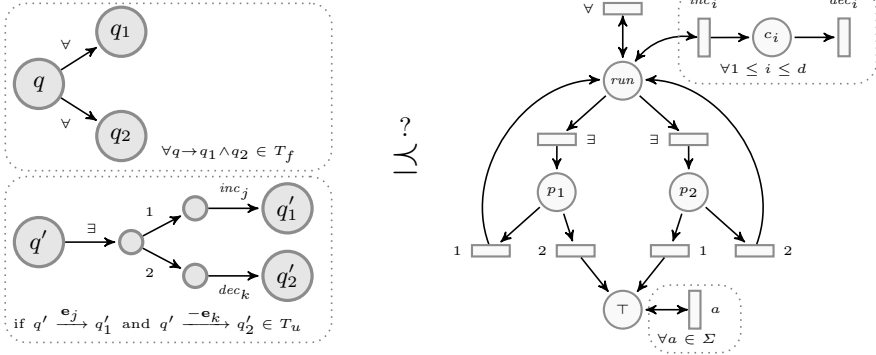 q
∀
∀
q₁
q₂
∀q→q₁∧q₂ ∈ T_f
q′
∃
1
2
inc_j
dec_k
q′₁
q′₂
if q′ —e_j→ q′₁ and q′ —−e_k→ q′₂ ∈ T_u
?
⪯
∀
inc_i
c_i
dec_i
∀1 ≤ i ≤ d
run
∃
∃
p₁
p₂
1
2
1
2
⊤
a
∀a ∈ Σ